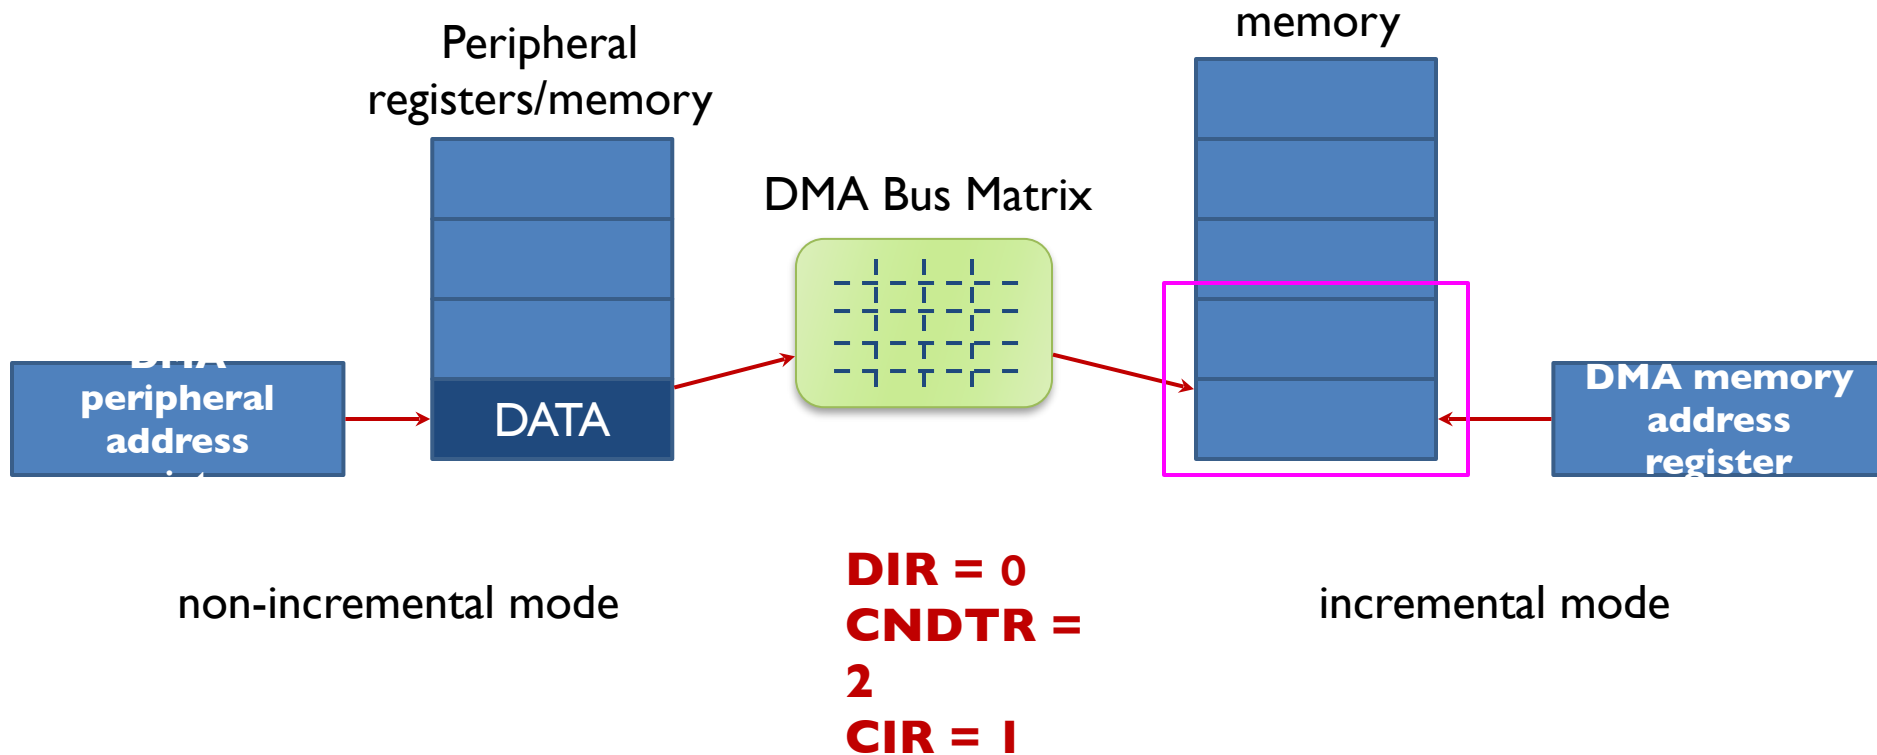 Peripheral
registers/memory
memory
DMA Bus Matrix
DMA
peripheral
address
DATA
DMA memory
address
register
non-incremental mode
DIR = 0
CNDTR =
2
CIR = 1
incremental mode